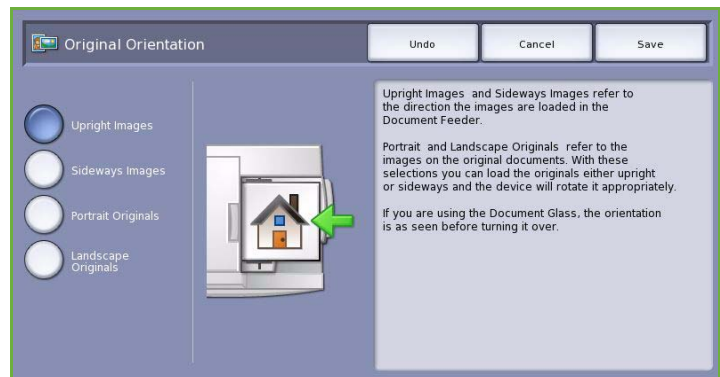 Original Orientation
Undo
Cancel
Save
Upright Images
Sideways Images
Portrait Originals
Landscape
Originals
Upright Images and Sideways Images refer to
the direction the images are loaded in the
Document Feeder.
Portrait and Landscape Originals refer to the
images on the original documents. With these
selections you can load the originals either upright
or sideways and the device will rotate it appropriately.
If you are using the Document Glass, the orientation
is as seen before turning it over.